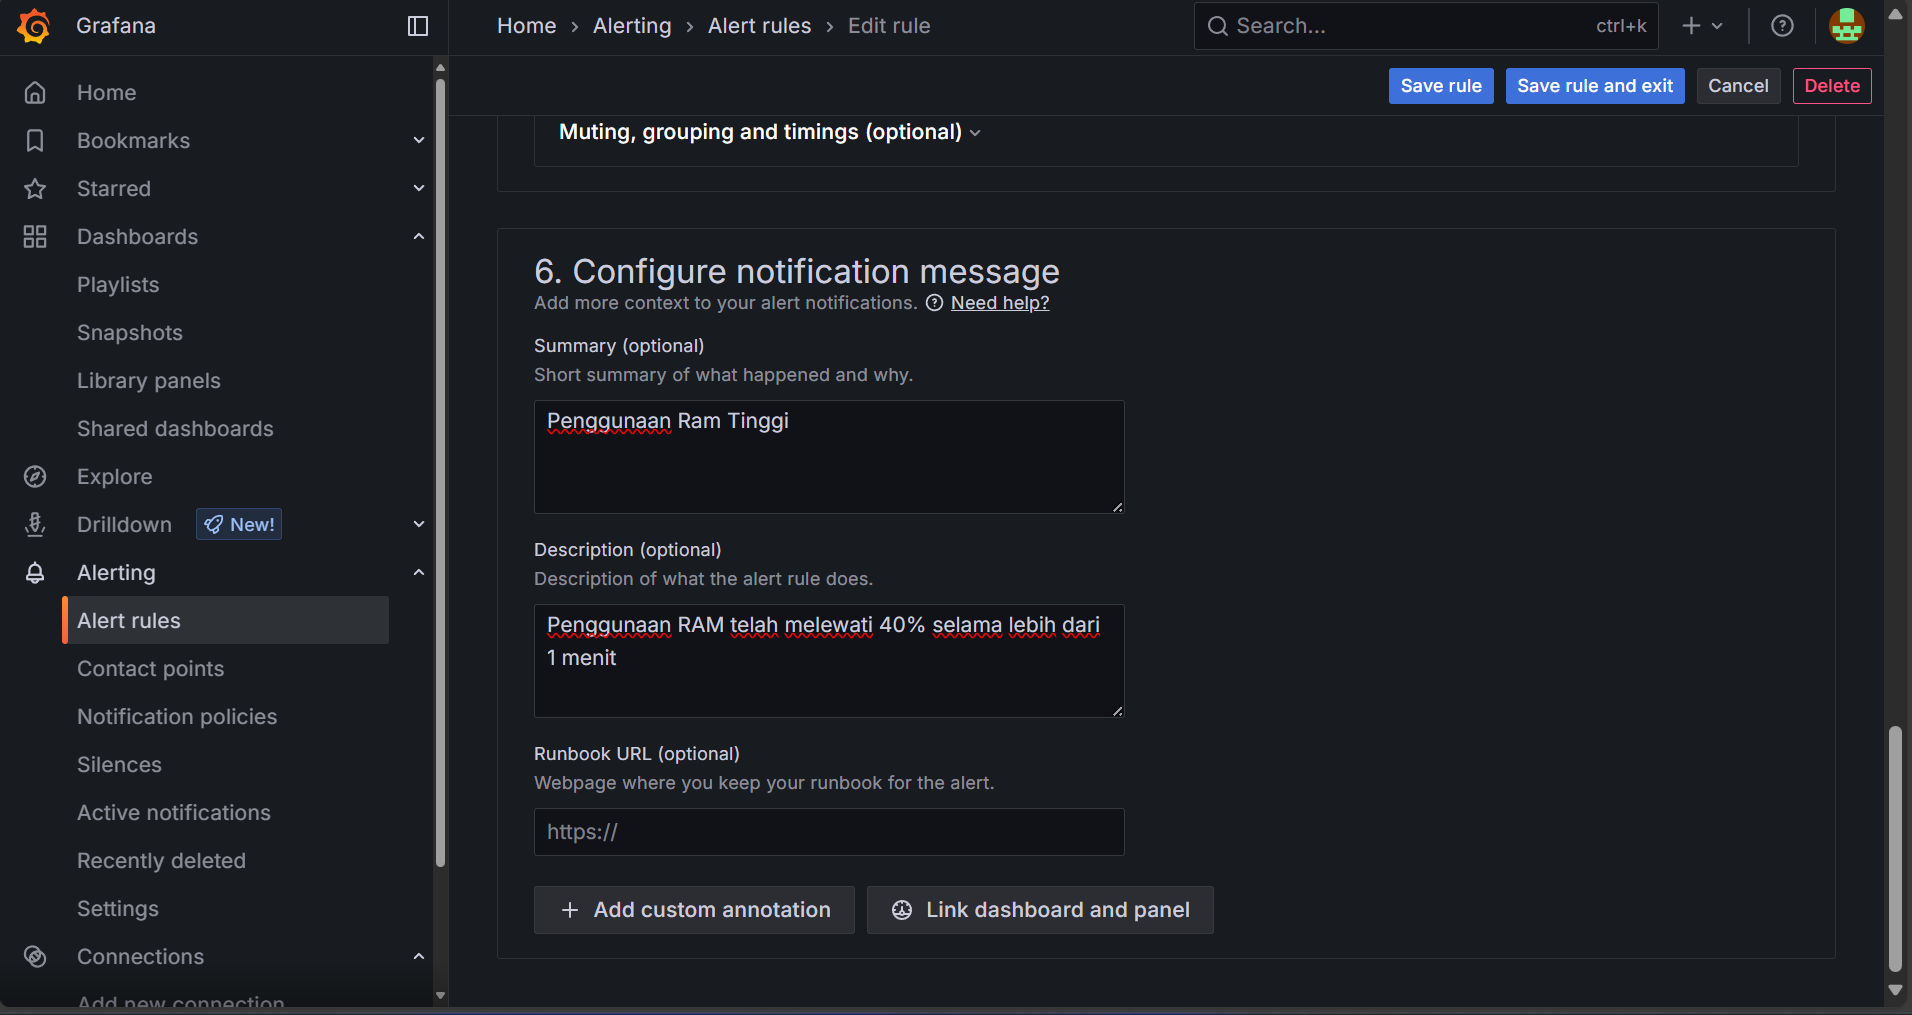 Grafana
Home
Bookmarks
Starred
Dashboards
Playlists
Snapshots
Library panels
Shared dashboards
Explore
Drilldown New!
Alerting
Alert rules
Contact points
Notification policies
Silences
Active notifications
Recently deleted
Settings
Connections
Add new connection
Home › Alerting › Alert rules › Edit rule
Search... ctrl+k
Save rule Save rule and exit Cancel Delete
Muting, grouping and timings (optional)
6. Configure notification message
Add more context to your alert notifications. Need help?
Summary (optional)
Short summary of what happened and why.
Penggunaan Ram Tinggi
Description (optional)
Description of what the alert rule does.
Penggunaan RAM telah melewati 40% selama lebih dari
1 menit
Runbook URL (optional)
Webpage where you keep your runbook for the alert.
https://
+ Add custom annotation Link dashboard and panel